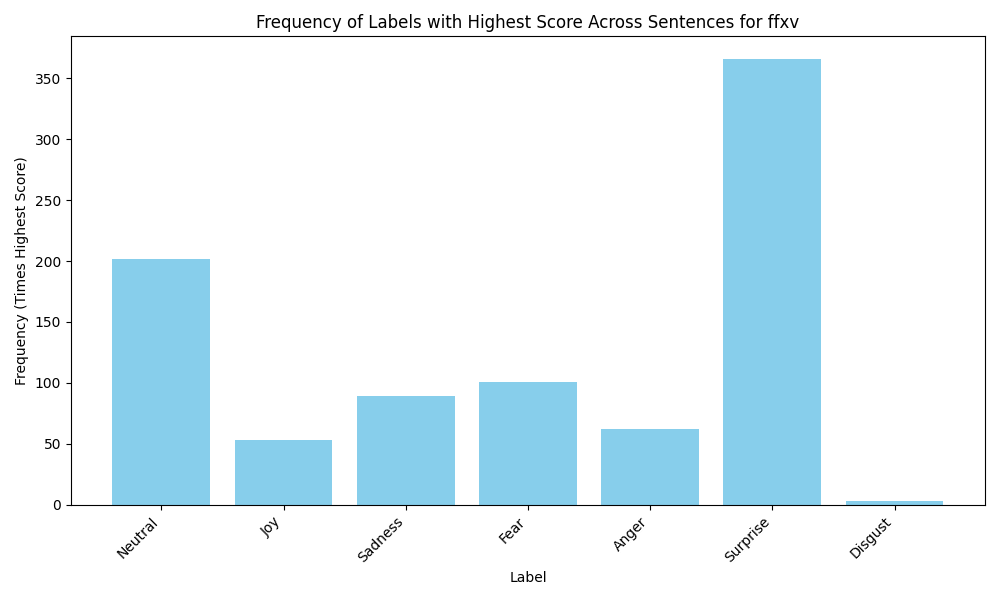 Frequency of Labels with Highest Score Across Sentences for ffxv
Frequency (Times Highest Score)
350
300
250
200
150
100
50
0
Neutral
Joy
Sadness
Fear
Anger
Surprise
Disgust
Label